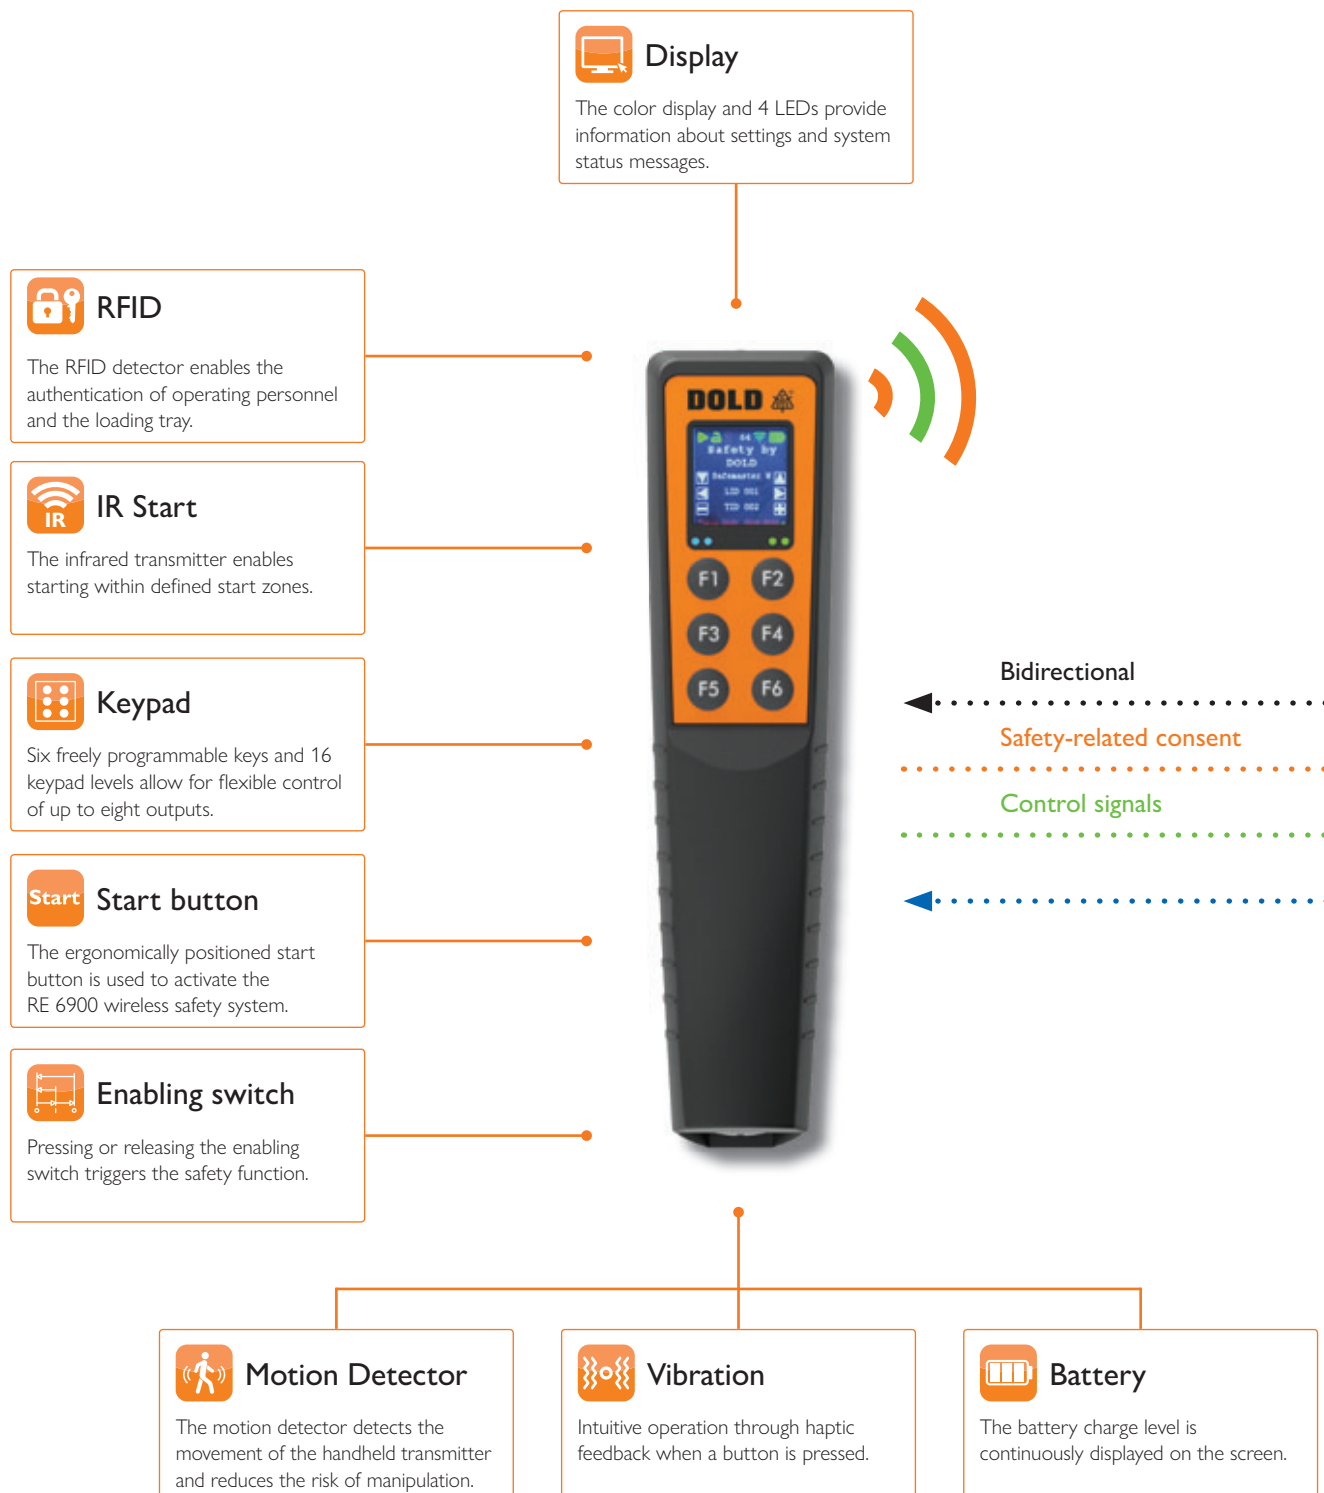 Display
The color display and 4 LEDs provide
information about settings and system
status messages.
RFID
The RFID detector enables the
authentication of operating personnel
and the loading tray.
IR
IR Start
The infrared transmitter enables
starting within defined start zones.
Keypad
Six freely programmable keys and 16
keypad levels allow for flexible control
of up to eight outputs.
Start
Start button
The ergonomically positioned start
button is used to activate the
RE 6900 wireless safety system.
Enabling switch
Pressing or releasing the enabling
switch triggers the safety function.
DOLD
64
Safety by
DOLD
Safemaster W
LID 001
TID 002
F1 F2
F3 F4
F5 F6
Bidirectional
Safety-related consent
Control signals
Motion Detector
The motion detector detects the
movement of the handheld transmitter
and reduces the risk of manipulation.
Vibration
Intuitive operation through haptic
feedback when a button is pressed.
Battery
The battery charge level is
continuously displayed on the screen.